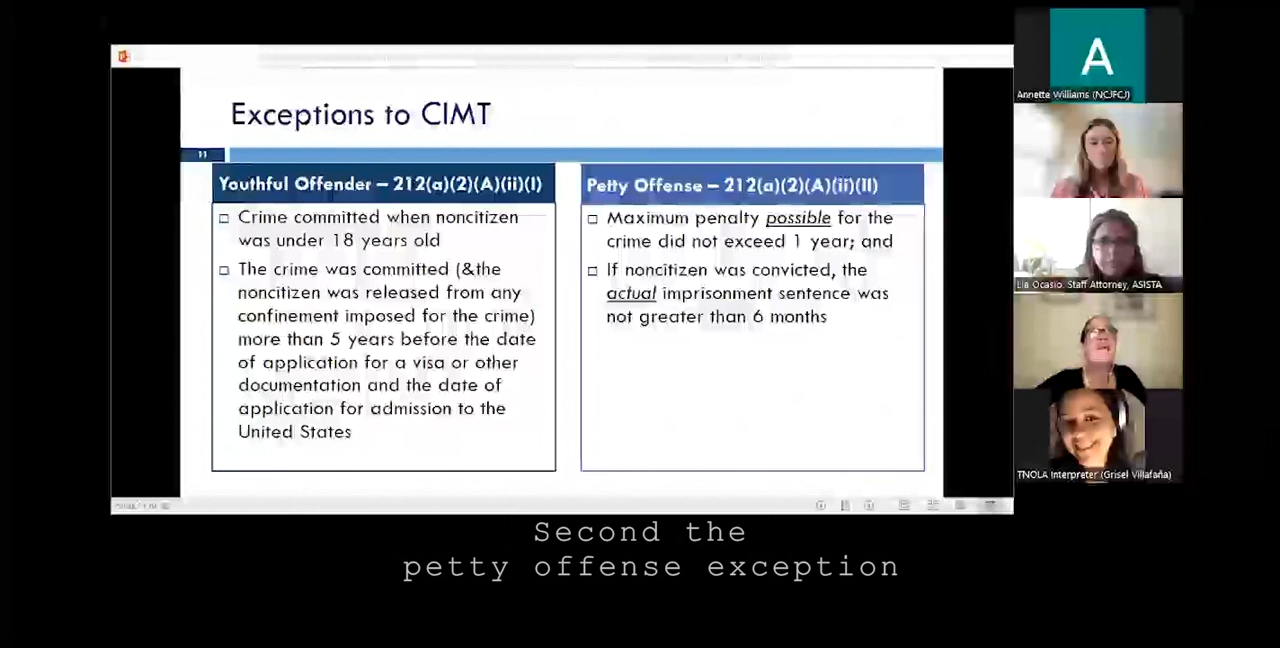 Exceptions to CIMT
11
Youthful Offender – 212(a)(2)(A)(ii)(I)
□ Crime committed when noncitizen
was under 18 years old
□ The crime was committed (&the
noncitizen was released from any
confinement imposed for the crime)
more than 5 years before the date
of application for a visa or other
documentation and the date of
application for admission to the
United States
Petty Offense – 212(a)(2)(A)(ii)(II)
□ Maximum penalty possible for the
crime did not exceed 1 year; and
□ If noncitizen was convicted, the
actual imprisonment sentence was
not greater than 6 months
A
Annette Williams (NCJFCJ)
Lia Ocasio, Staff Attorney, ASISTA
TNOLA Interpreter (Grisel Villafaña)
Second the
petty offense exception